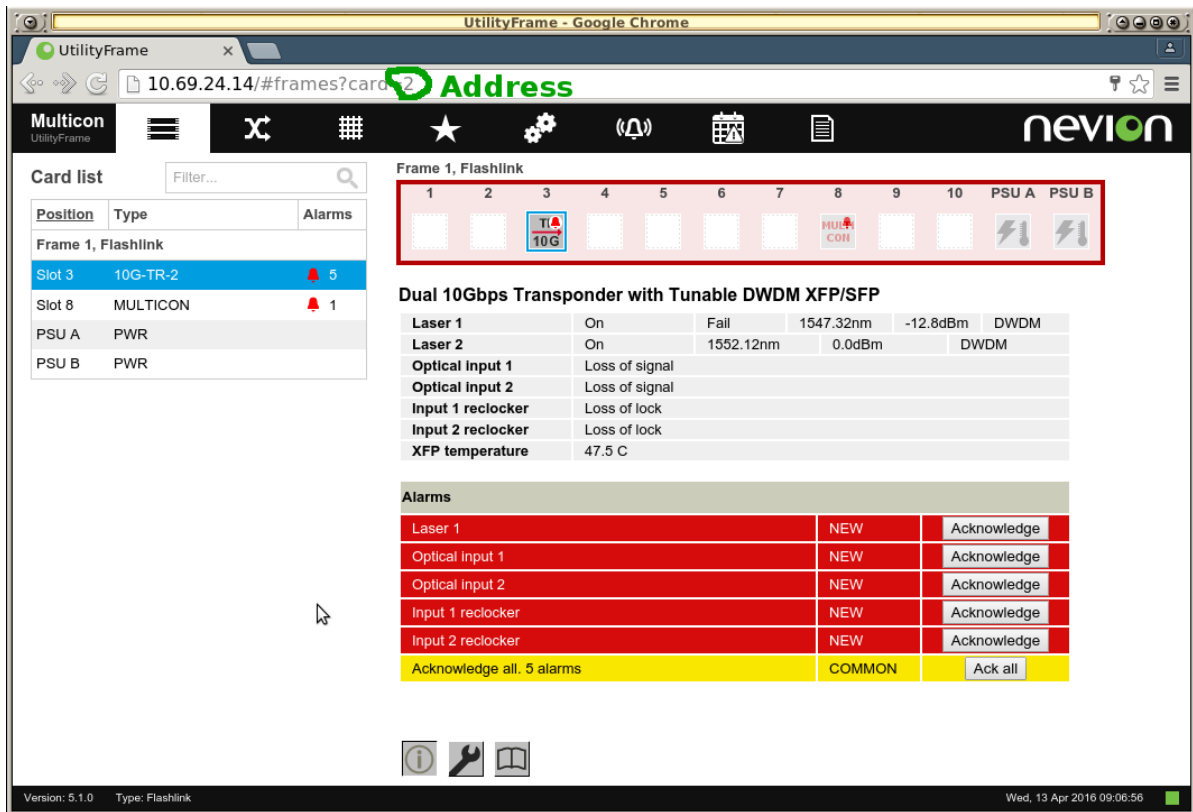 UtilityFrame - Google Chrome
UtilityFrame
10.69.24.14/#frames?card=2 Address
Multicon
UtilityFrame
nevion
Card list
Filter...
Position Type Alarms
Frame 1, Flashlink
Slot 3 10G-TR-2 5
Slot 8 MULTICON 1
PSU A PWR
PSU B PWR
Frame 1, Flashlink
1 2 3 4 5 6 7 8 9 10 PSU A PSU B
10G
MULTI
CON
Dual 10Gbps Transponder with Tunable DWDM XFP/SFP
Laser 1 On Fail 1547.32nm -12.8dBm DWDM
Laser 2 On 1552.12nm 0.0dBm DWDM
Optical input 1 Loss of signal
Optical input 2 Loss of signal
Input 1 reclocker Loss of lock
Input 2 reclocker Loss of lock
XFP temperature 47.5 C
Alarms
Laser 1 NEW Acknowledge
Optical input 1 NEW Acknowledge
Optical input 2 NEW Acknowledge
Input 1 reclocker NEW Acknowledge
Input 2 reclocker NEW Acknowledge
Acknowledge all. 5 alarms COMMON Ack all
Version: 5.1.0 Type: Flashlink Wed, 13 Apr 2016 09:06:56